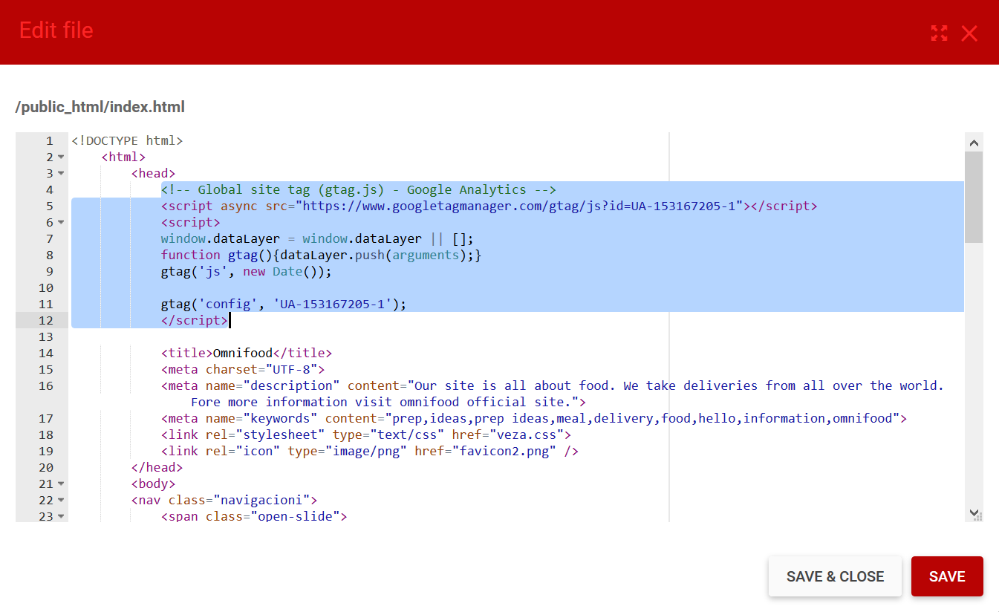 Edit file
/public_html/index.html
1 <!DOCTYPE html>
2 <html>
3 <head>
4 <!-- Global site tag (gtag.js) - Google Analytics -->
5 <script async src="https://www.googletagmanager.com/gtag/js?id=UA-153167205-1"></script>
6 <script>
7 window.dataLayer = window.dataLayer || [];
8 function gtag(){dataLayer.push(arguments);}
9 gtag('js', new Date());
10
11 gtag('config', 'UA-153167205-1');
12 </script>
13
14 <title>Omnifood</title>
15 <meta charset="UTF-8">
16 <meta name="description" content="Our site is all about food. We take deliveries from all over the world.
Fore more information visit omnifood official site.">
17 <meta name="keywords" content="prep,ideas,prep ideas,meal,delivery,food,hello,information,omnifood">
18 <link rel="stylesheet" type="text/css" href="veza.css">
19 <link rel="icon" type="image/png" href="favicon2.png" />
20 </head>
21 <body>
22 <nav class="navigacioni">
23 <span class="open-slide">
SAVE & CLOSE
SAVE